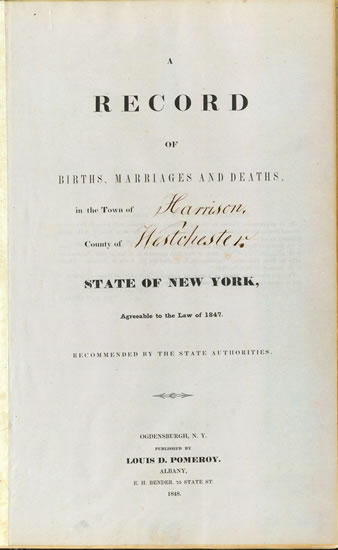 A
RECORD
OF
BIRTHS, MARRIAGES AND DEATHS,
in the Town of Harrison,
County of Westchester.
STATE OF NEW YORK,
Agreeable to the Law of 1847.
RECOMMENDED BY THE STATE AUTHORITIES.
OGDENSBURGH, N. Y.
PUBLISHED BY
LOUIS D. POMEROY.
ALBANY,
E. H. BENDER, 75 STATE ST.
1848.